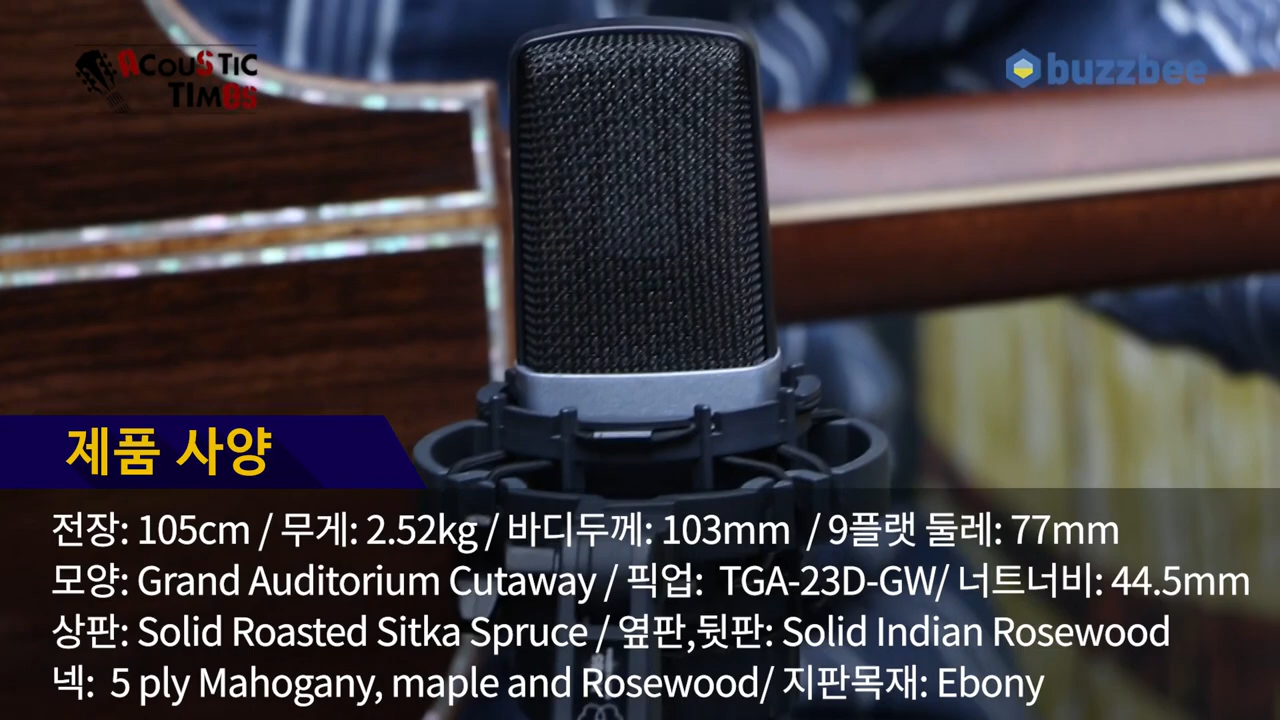 ACOUSTIC
TIMES
buzzbee
제품 사양
전장: 105cm / 무게: 2.52kg / 바디두께: 103mm / 9플랫 둘레: 77mm
모양: Grand Auditorium Cutaway / 픽업: TGA-23D-GW/ 너트너비: 44.5mm
상판: Solid Roasted Sitka Spruce / 옆판,뒷판: Solid Indian Rosewood
넥: 5 ply Mahogany, maple and Rosewood/ 지판목재: Ebony